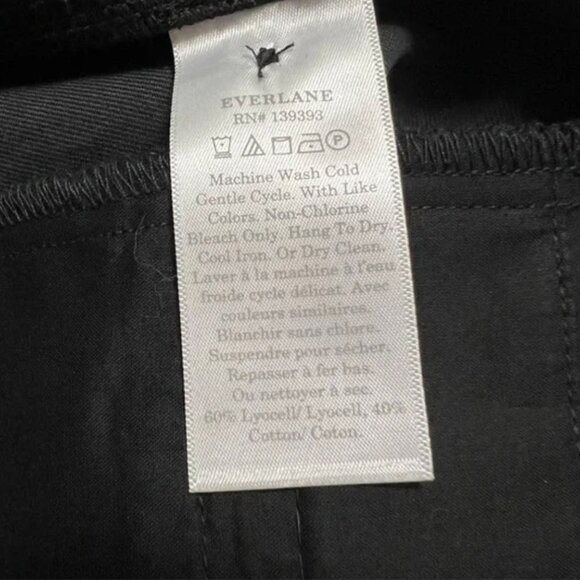 EVERLANE
RN# 139393
P
Machine Wash Cold
Gentle Cycle. With Like
Colors. Non-Chlorine
Bleach Only. Hang To Dry.
Cool Iron. Or Dry Clean.
Laver à la machine à l'eau
froide cycle délicat. Avec
couleurs similaires.
Blanchir sans chlore.
Suspendre pour sécher.
Repasser à fer bas.
Ou nettoyer à sec.
60% Lyocell/ Lyocell, 40%
Cotton/ Coton.